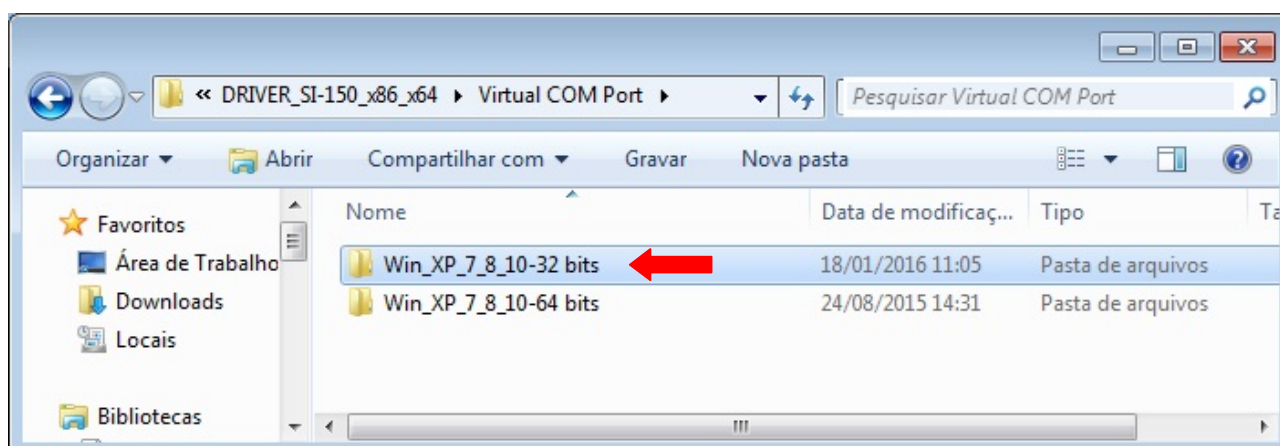 « DRIVER_SI-150_x86_x64 ▸ Virtual COM Port ▸ Pesquisar Virtual COM Port
Organizar Abrir Compartilhar com Gravar Nova pasta
Nome Data de modificaç... Tipo Ta
Favoritos
Área de Trabalho
Downloads
Locais
Bibliotecas
Win_XP_7_8_10-32 bits 18/01/2016 11:05 Pasta de arquivos
Win_XP_7_8_10-64 bits 24/08/2015 14:31 Pasta de arquivos